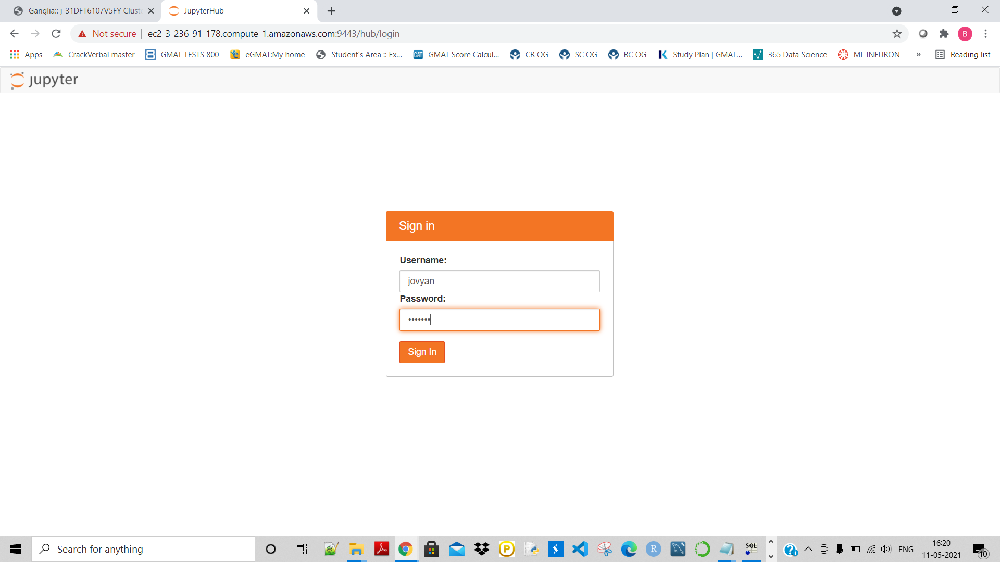 Ganglia:: j-31DFT6107V5FY Cluste
JupyterHub
Not secure
ec2-3-236-91-178.compute-1.amazonaws.com:9443/hub/login
B
Apps
CrackVerbal master
GMAT TESTS 800
eGMAT:My home
Student's Area :: Ex...
CAT
GMAT Score Calcul...
CR OG
SC OG
RC OG
Study Plan | GMAT...
365 Data Science
ML INEURON
»
Reading list
jupyter
Sign in
Username:
jovyan
Password:
•••••••
Sign In
Search for anything
P
R
SQL
ENG
16:20
11-05-2021
10